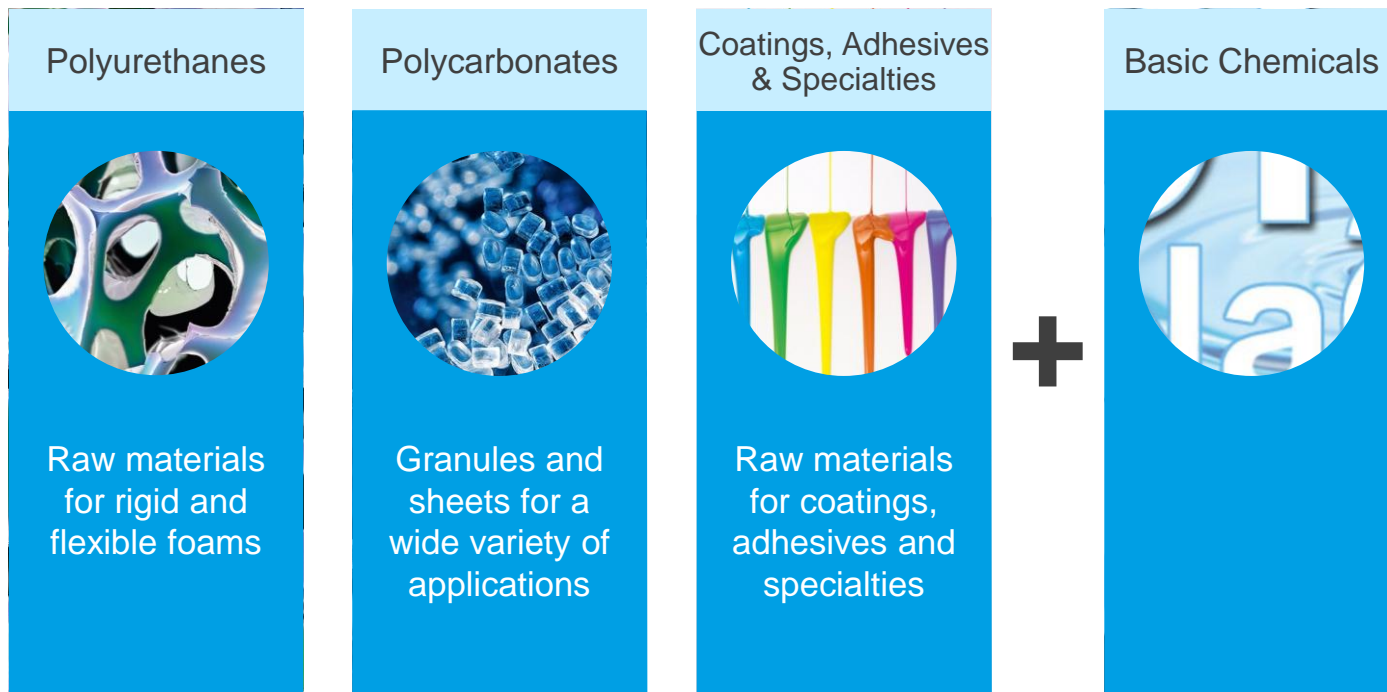 Polyurethanes
Raw materials
for rigid and
flexible foams
Polycarbonates
Granules and
sheets for a
wide variety of
applications
Coatings, Adhesives
& Specialties
Raw materials
for coatings,
adhesives and
specialties
+
Basic Chemicals
la